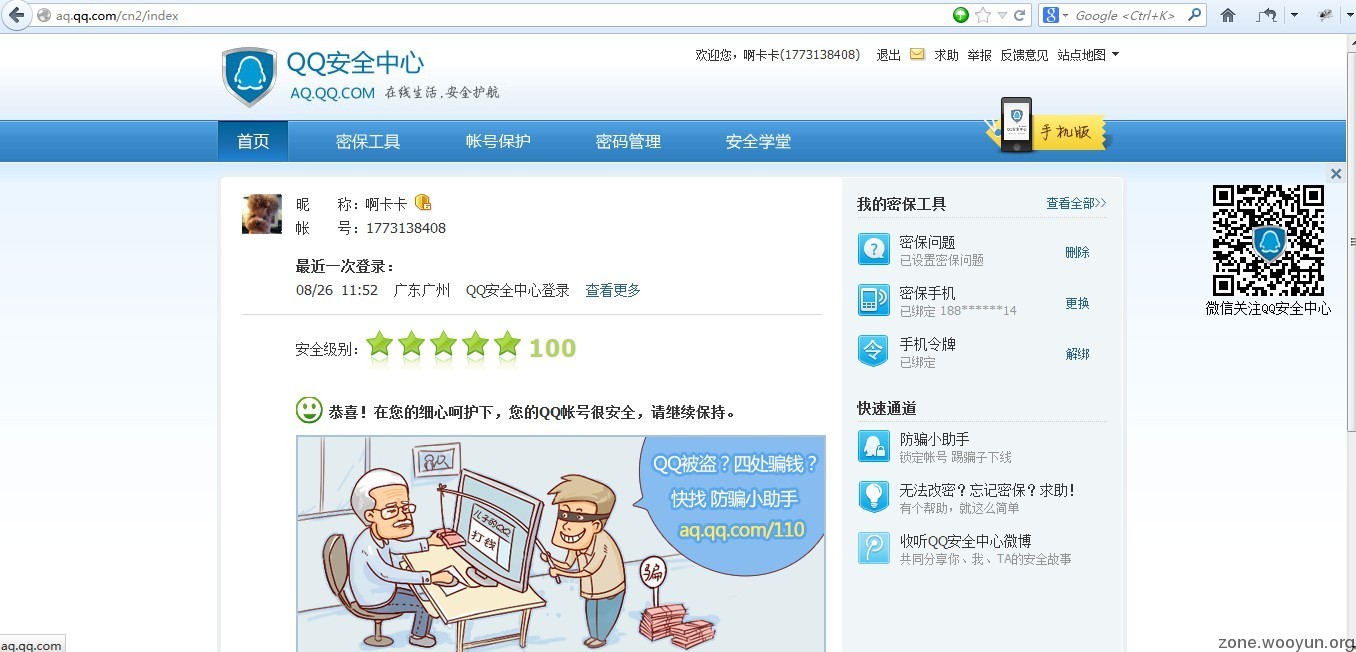 aq.qq.com/cn2/index
Google <Ctrl+K>
QQ安全中心
AQ.QQ.COM 在线生活,安全护航
欢迎您，啊卡卡(1773138408) 退出 求助 举报 反馈意见 站点地图
首页 密保工具 帐号保护 密码管理 安全学堂
手机版
昵 称：啊卡卡
帐 号：1773138408
最近一次登录：
08/26 11:52 广东广州 QQ安全中心登录 查看更多
安全级别： 100
恭喜！在您的细心呵护下，您的QQ帐号很安全，请继续保持。
QQ被盗？四处骗钱？
快找 防骗小助手
aq.qq.com/110
儿子的QQ
打钱
骗
我的密保工具 查看全部>>
密保问题
已设置密保问题
删除
密保手机
已绑定 188******14
更换
手机令牌
已绑定
解绑
快速通道
防骗小助手
锁定帐号 踢骗子下线
无法改密？忘记密保？求助！
有个帮助，就这么简单
收听QQ安全中心微博
共同分享你、我、TA的安全故事
微信关注QQ安全中心
aq.qq.com
zone.wooyun.org